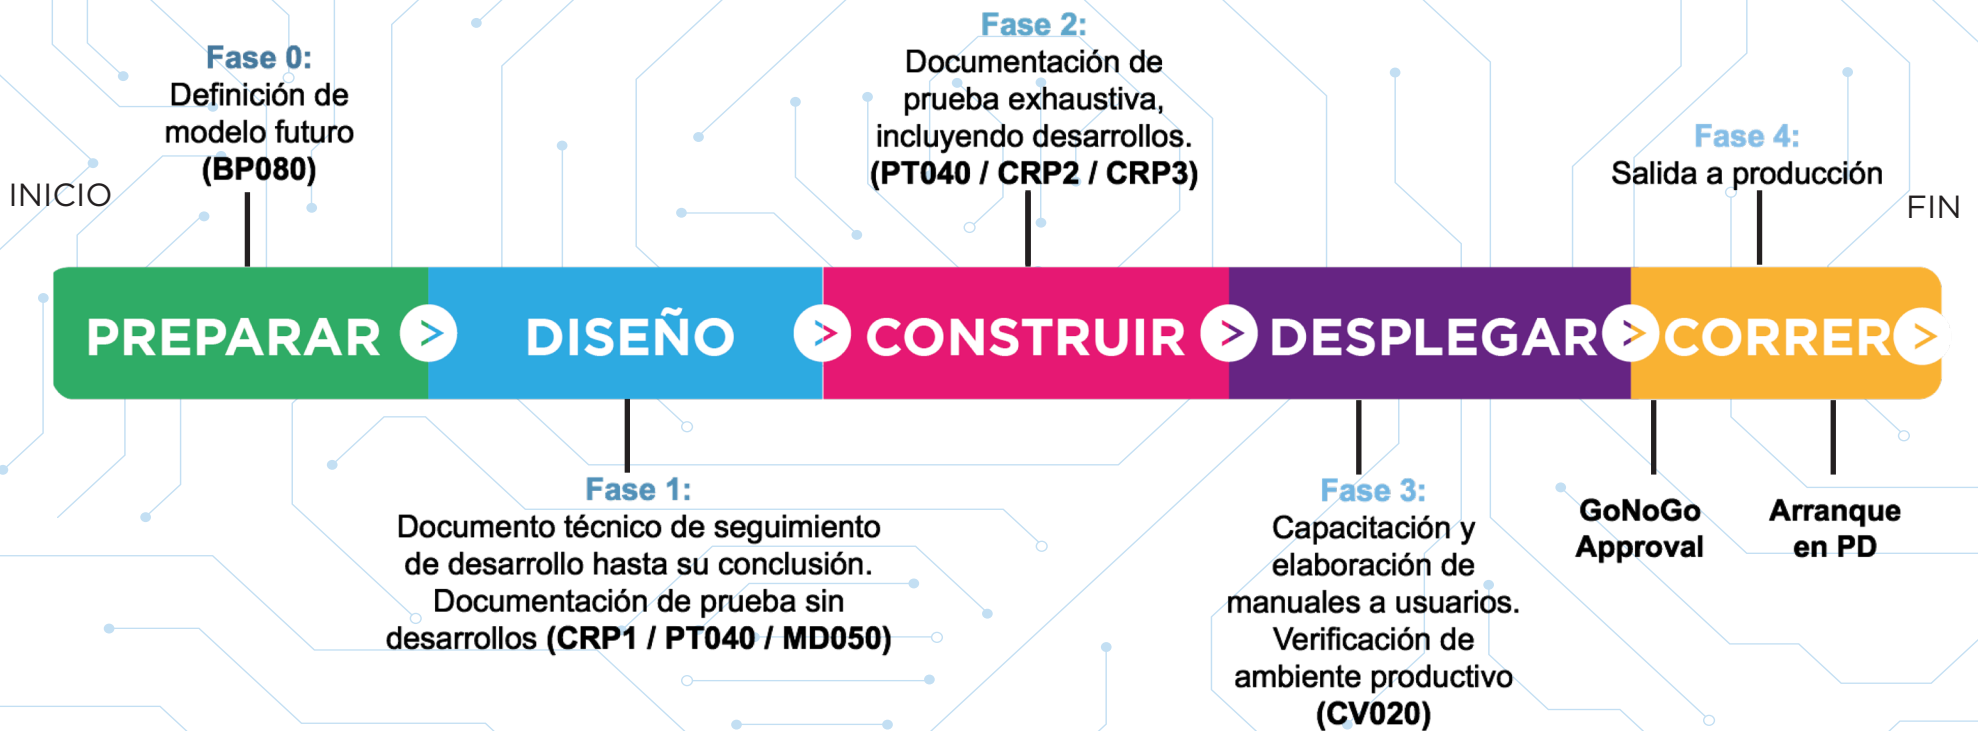 INICIO
Fase 0:
Definición de
modelo futuro
(BP080)
Fase 2:
Documentación de
prueba exhaustiva,
incluyendo desarrollos.
(PT040 / CRP2 / CRP3)
Fase 4:
Salida a producción
FIN
PREPARAR > DISEÑO > CONSTRUIR > DESPLEGAR > CORRER >
Fase 1:
Documento técnico de seguimiento
de desarrollo hasta su conclusión.
Documentación de prueba sin
desarrollos (CRP1 / PT040 / MD050)
Fase 3:
Capacitación y
elaboración de
manuales a usuarios.
Verificación de
ambiente productivo
(CV020)
GoNoGo
Approval
Arranque
en PD